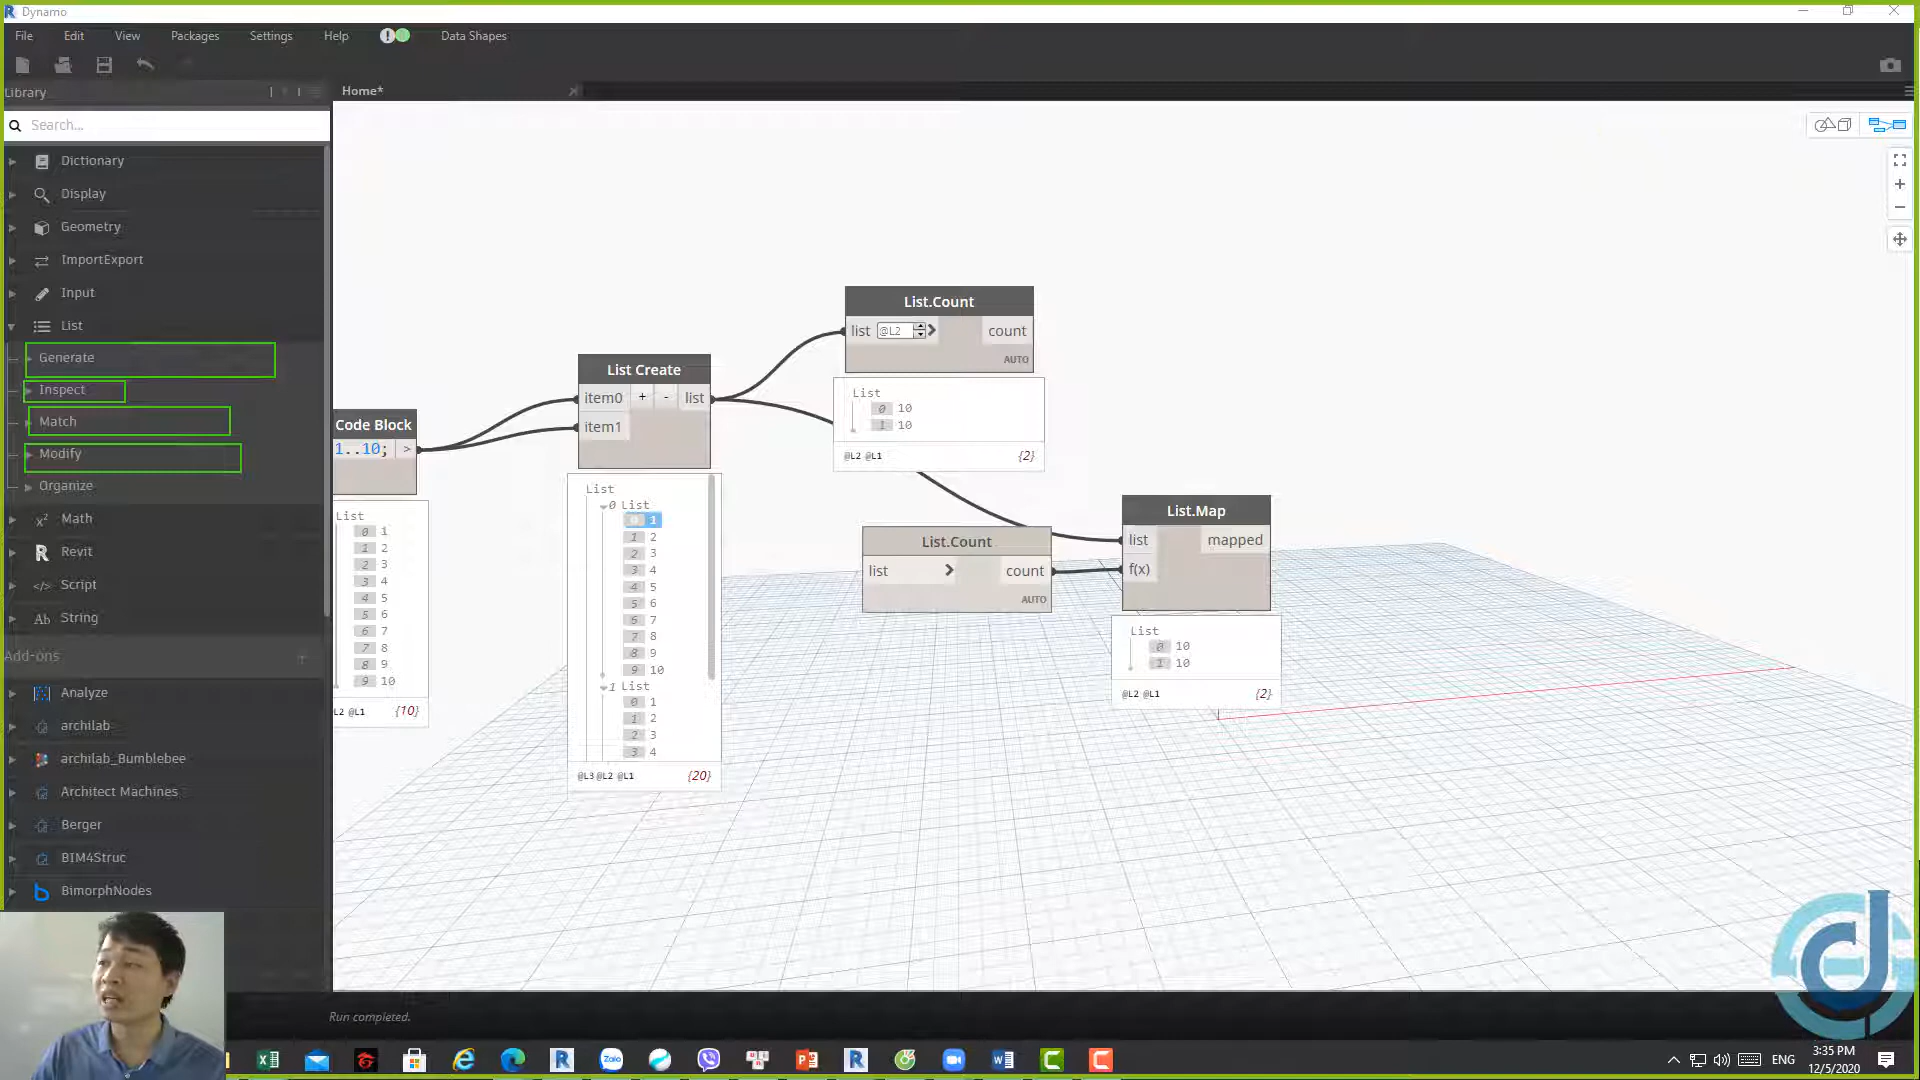 Dynamo
File Edit View Packages Settings Help ! Data Shapes
Library
Home*
Search...
Dictionary
Display
Geometry
ImportExport
Input
List
Generate
Inspect
Match
Modify
Organize
Math
Revit
Script
Ab String
Add-ons
Analyze
archilab
archilab_Bumblebee
Architect Machines
Berger
BIM4Struc
BimorphNodes
Code Block
1..10; >
List
0 1
1 2
2 3
3 4
4 5
5 6
6 7
7 8
8 9
9 10
L2 @L1 {10}
List Create
item0 + - list
item1
List
0 List
0 1
1 2
2 3
3 4
4 5
5 6
6 7
7 8
8 9
9 10
1 List
0 1
1 2
2 3
3 4
@L3 @L2 @L1 {20}
List.Count
list @L2 > count
AUTO
List
0 10
1 10
@L2 @L1 {2}
List.Count
list > count
AUTO
List.Map
list mapped
f(x)
List
0 10
1 10
@L2 @L1 {2}
Run completed.
Zalo
ENG
3:35 PM
12/5/2020